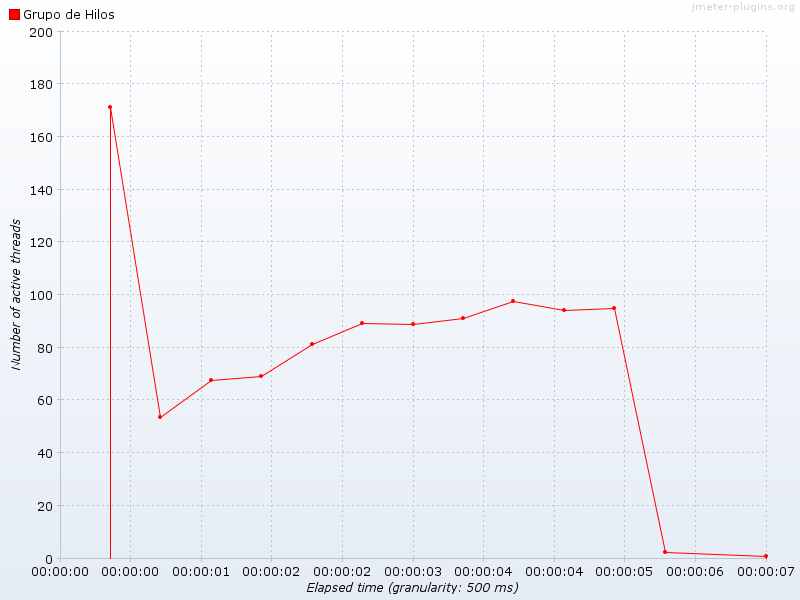 jmeter-plugins.org
Grupo de Hilos
200
180
160
140
120
100
80
60
40
20
0
Number of active threads
00:00:00 00:00:00 00:00:01 00:00:02 00:00:02 00:00:03 00:00:04 00:00:04 00:00:05 00:00:06 00:00:07
Elapsed time (granularity: 500 ms)